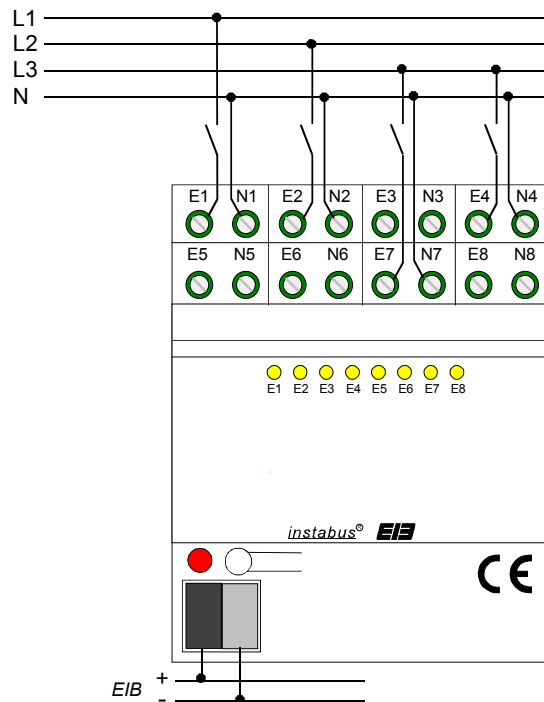 L1
L2
L3
N
E1 N1 E2 N2 E3 N3 E4 N4
E5 N5 E6 N6 E7 N7 E8 N8
E1 E2 E3 E4 E5 E6 E7 E8
instabus® EIB
CE
+
EIB
-